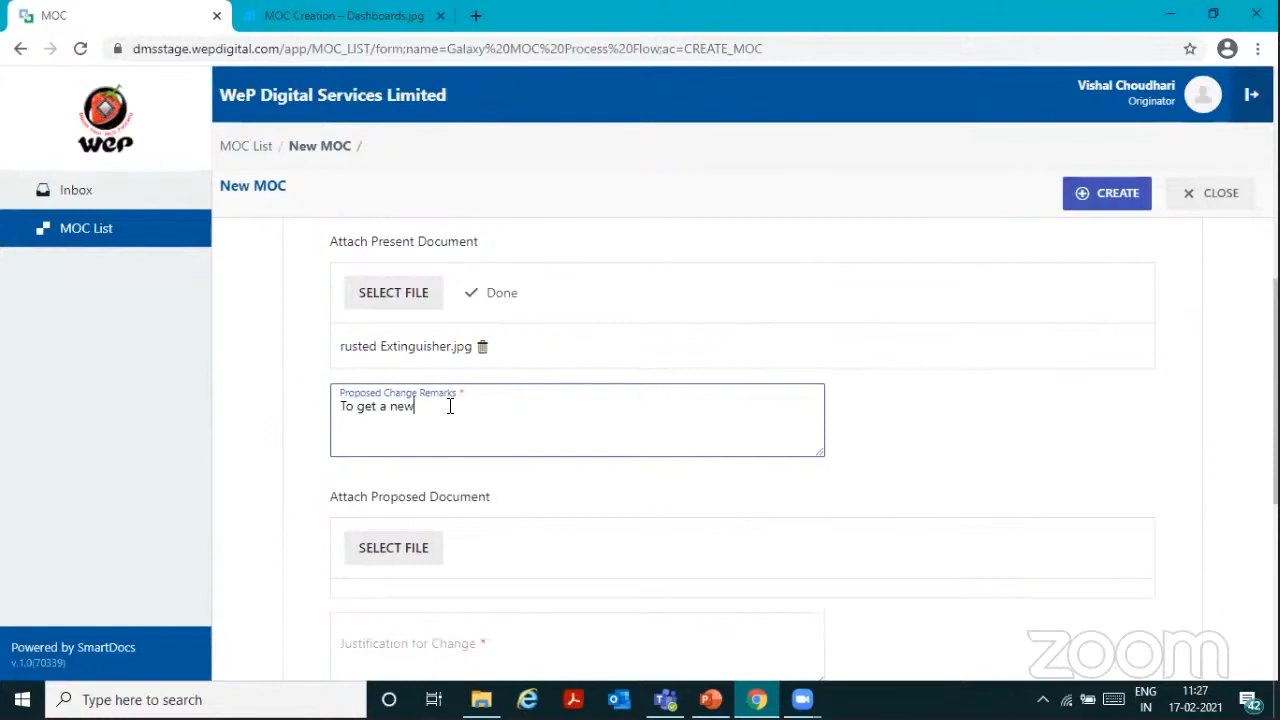 MOC
MOC Creation – Dashboards.jpg
dmsstage.wepdigital.com/app/MOC_LIST/form;name=Galaxy%20MOC%20Process%20Flow;ac=CREATE_MOC
WeP
WeP Digital Services Limited
Vishal Choudhari
Originator
MOC List / New MOC /
Inbox
New MOC
CREATE
CLOSE
MOC List
Attach Present Document
SELECT FILE
Done
rusted Extinguisher.jpg
Proposed Change Remarks *
To get a new
Attach Proposed Document
SELECT FILE
Justification for Change *
zoom
Powered by SmartDocs
v.1.0(70339)
Type here to search
ENG
IN
11:27
17-02-2021
42